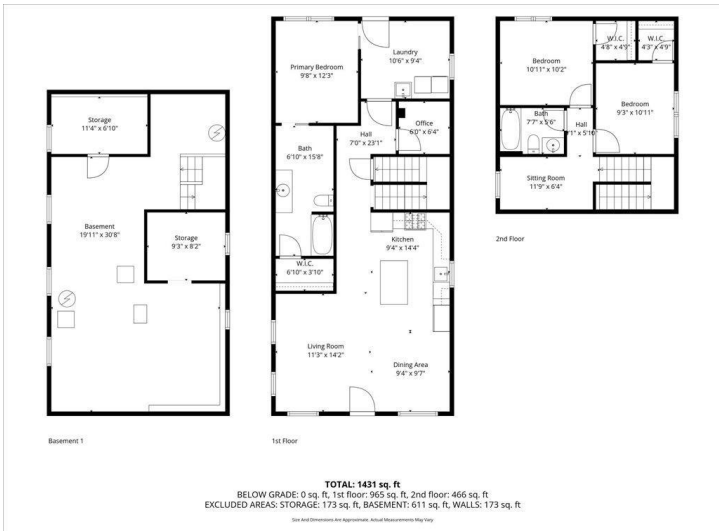 Storage
11'4" x 6'10"
Basement
19'11" x 30'8"
Storage
9'3" x 8'2"
Basement 1
Primary Bedroom
9'8" x 12'3"
Laundry
10'6" x 9'4"
Office
6'0" x 6'4"
Hall
7'0" x 23'1"
Bath
6'10" x 15'8"
W.I.C.
6'10" x 3'10"
Kitchen
9'4" x 14'4"
Living Room
11'3" x 14'2"
Dining Area
9'4" x 9'7"
1st Floor
W.I.C.
4'8" x 4'9"
W.I.C.
4'3" x 4'9"
Bedroom
10'11" x 10'2"
Bedroom
9'3" x 10'11"
Bath
7'7" x 5'6"
Hall
Sitting Room
11'9" x 6'4"
2nd Floor
TOTAL: 1431 sq. ft
BELOW GRADE: 0 sq. ft, 1st floor: 965 sq. ft, 2nd floor: 466 sq. ft
EXCLUDED AREAS: STORAGE: 173 sq. ft, BASEMENT: 611 sq. ft, WALLS: 173 sq. ft
Size And Dimensions Are Approximate. Actual Measurements May Vary.